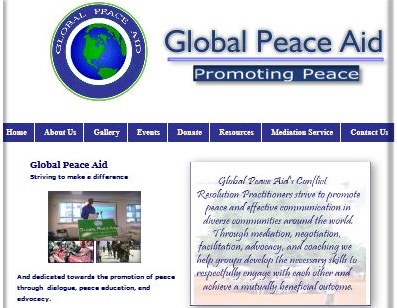 GLOBAL PEACE AID
Global Peace Aid
Promoting Peace
Home About Us Gallery Events Donate Resources Mediation Service Contact Us
Global Peace Aid
Striving to make a difference
And dedicated towards the promotion of peace
through dialogue, peace education, and
advocacy.
Global Peace Aid's Conflict
Resolution Practitioners strive to promote
peace and effective communication in
diverse communities around the world.
Through mediation, negotiation,
facilitation, advocacy, and coaching we
help groups develop the necessary skill to
respectfully engage with each other and
achieve a mutually beneficial outcome.